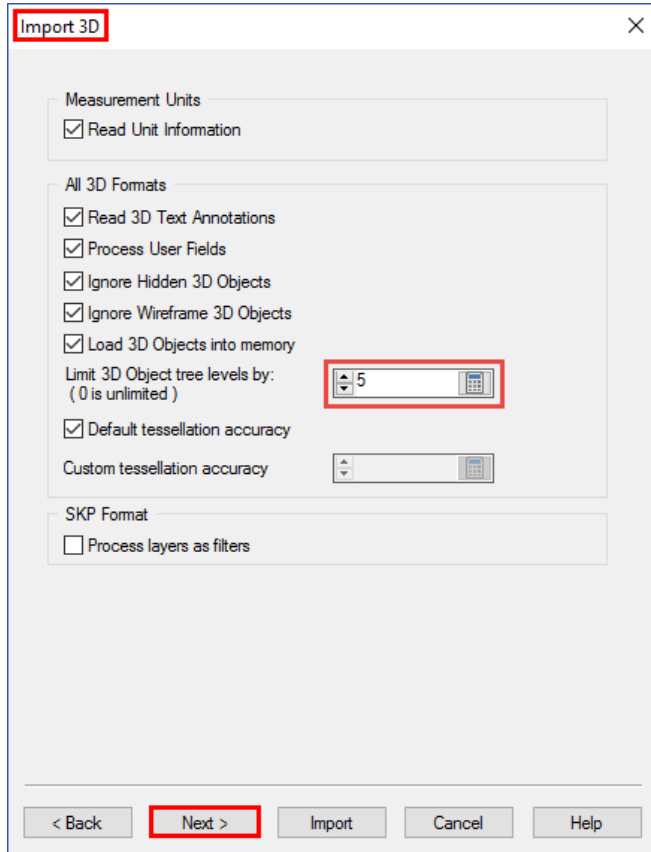 Import 3D
Measurement Units
Read Unit Information
All 3D Formats
Read 3D Text Annotations
Process User Fields
Ignore Hidden 3D Objects
Ignore Wireframe 3D Objects
Load 3D Objects into memory
Limit 3D Object tree levels by: 5
( 0 is unlimited )
Default tessellation accuracy
Custom tessellation accuracy
SKP Format
Process layers as filters
< Back Next > Import Cancel Help